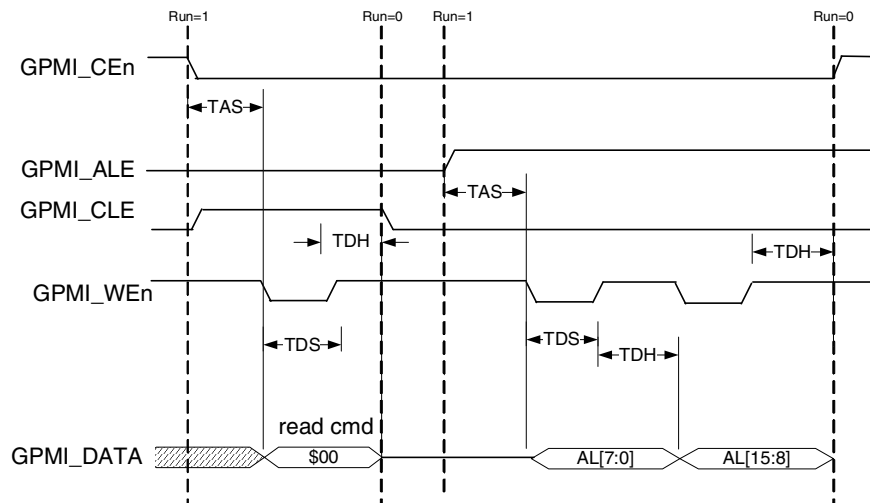 Run=1 Run=0 Run=1 Run=0
GPMI_CEn
TAS
GPMI_ALE
TAS
GPMI_CLE
TDH
TDH
GPMI_WEn
TDS
TDS
TDH
read cmd
GPMI_DATA
$00
AL[7:0]
AL[15:8]